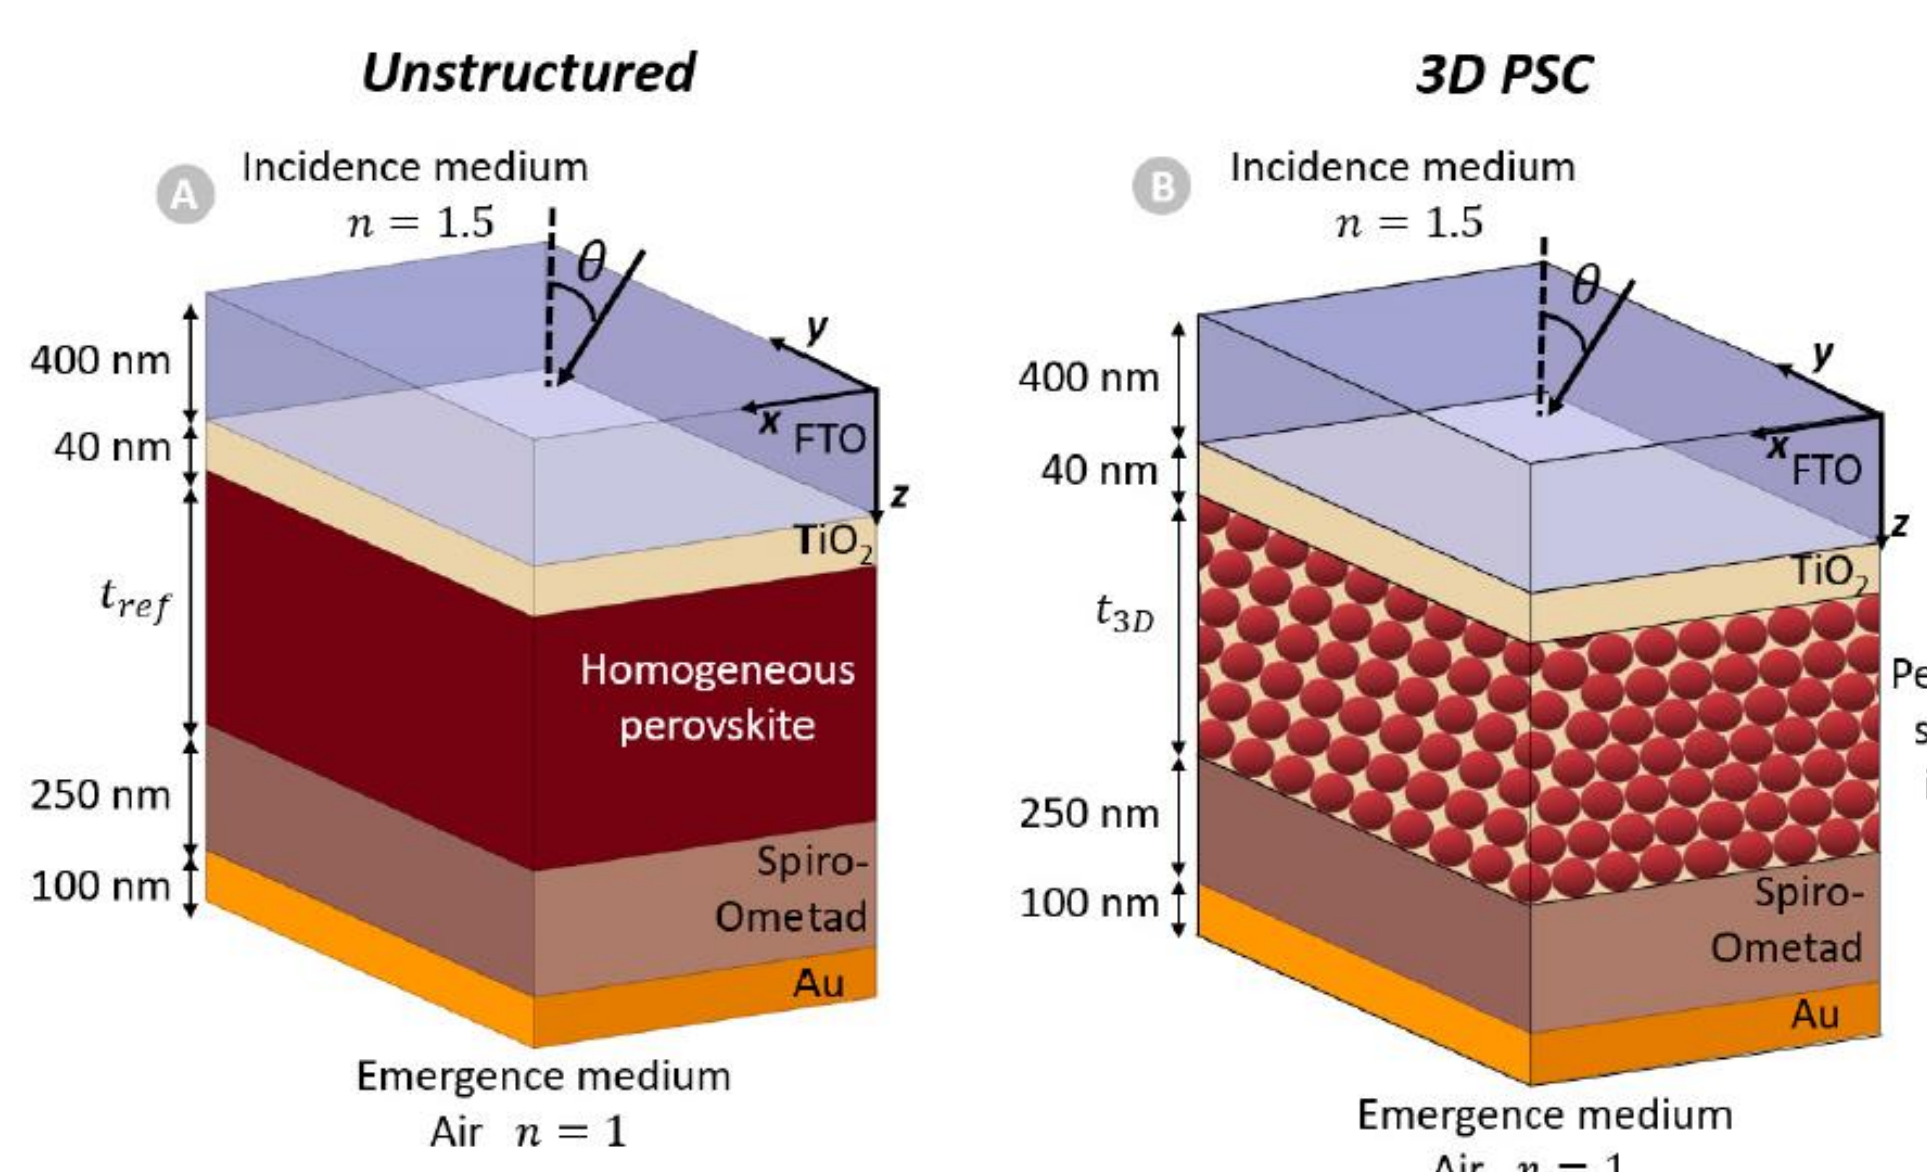 Unstructured
A
Incidence medium
n = 1.5
θ
y
x
FTO
z
400 nm
40 nm
TiO2
t_ref
Homogeneous
perovskite
250 nm
Spiro-
Ometad
100 nm
Au
Emergence medium
Air n = 1
3D PSC
B
Incidence medium
n = 1.5
θ
y
x
FTO
z
400 nm
40 nm
TiO2
t_3D
Pe
s
250 nm
Spiro-
Ometad
100 nm
Au
Emergence medium
Air n = 1